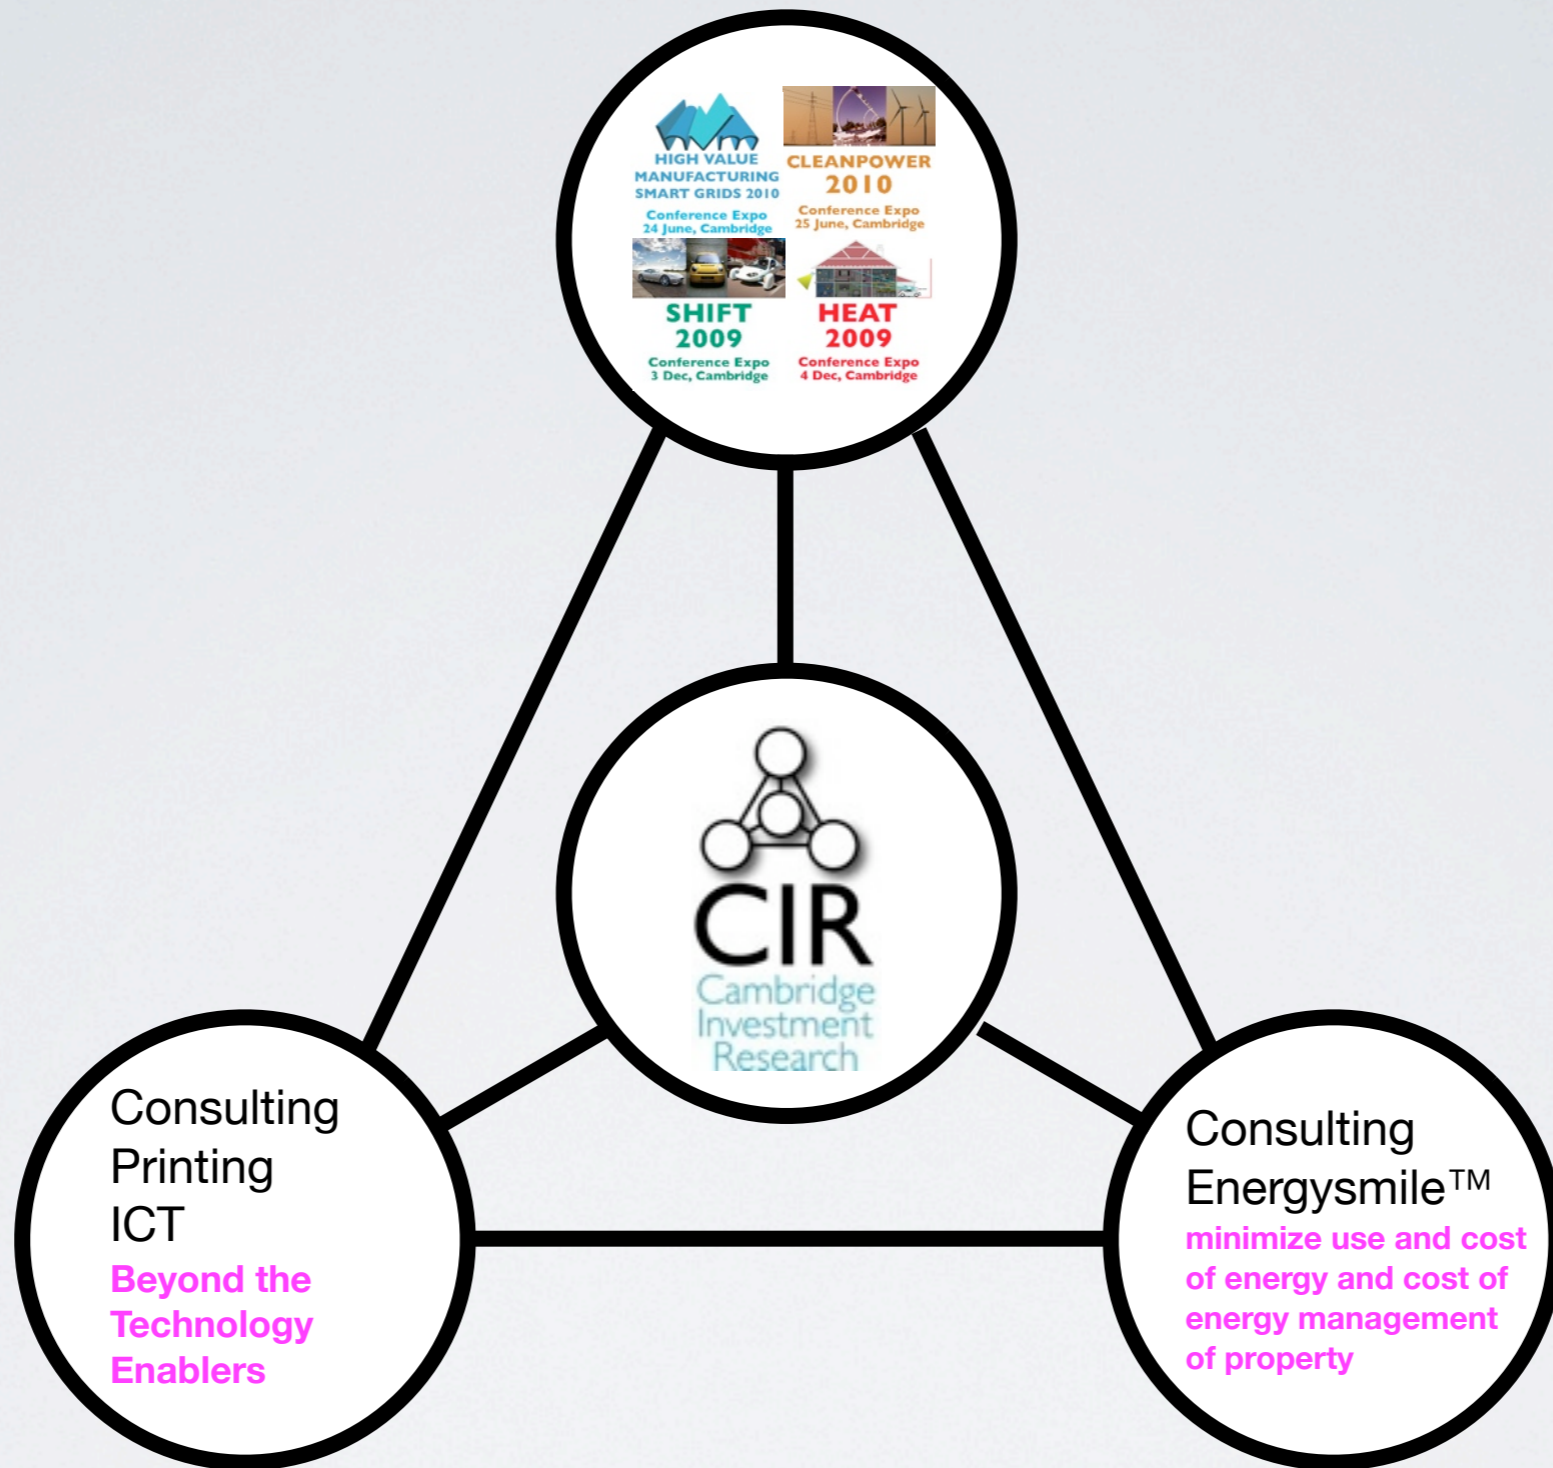 HIGH VALUE
MANUFACTURING
SMART GRIDS 2010
Conference Expo
24 June, Cambridge
CLEANPOWER
2010
Conference Expo
25 June, Cambridge
SHIFT
2009
Conference Expo
3 Dec, Cambridge
HEAT
2009
Conference Expo
4 Dec, Cambridge
CIR
Cambridge
Investment
Research
Consulting
Printing
ICT
Beyond the
Technology
Enablers
Consulting
Energysmile™
minimize use and cost
of energy and cost of
energy management
of property